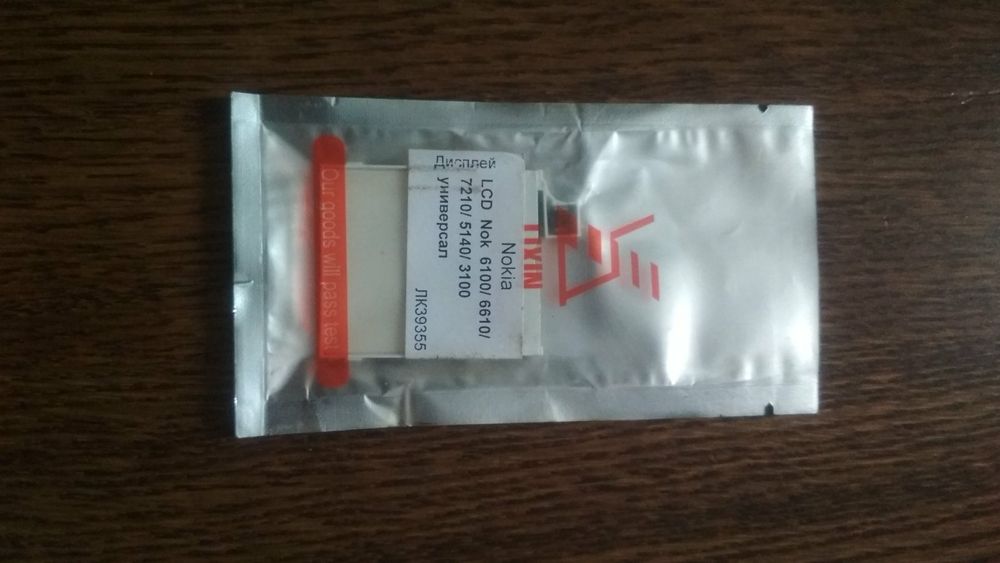 Nokia
Дисплей LCD Nok 6100/ 6610/
7210/ 5140/ 3100
универсал
ЛК39355
Our goods will pass test